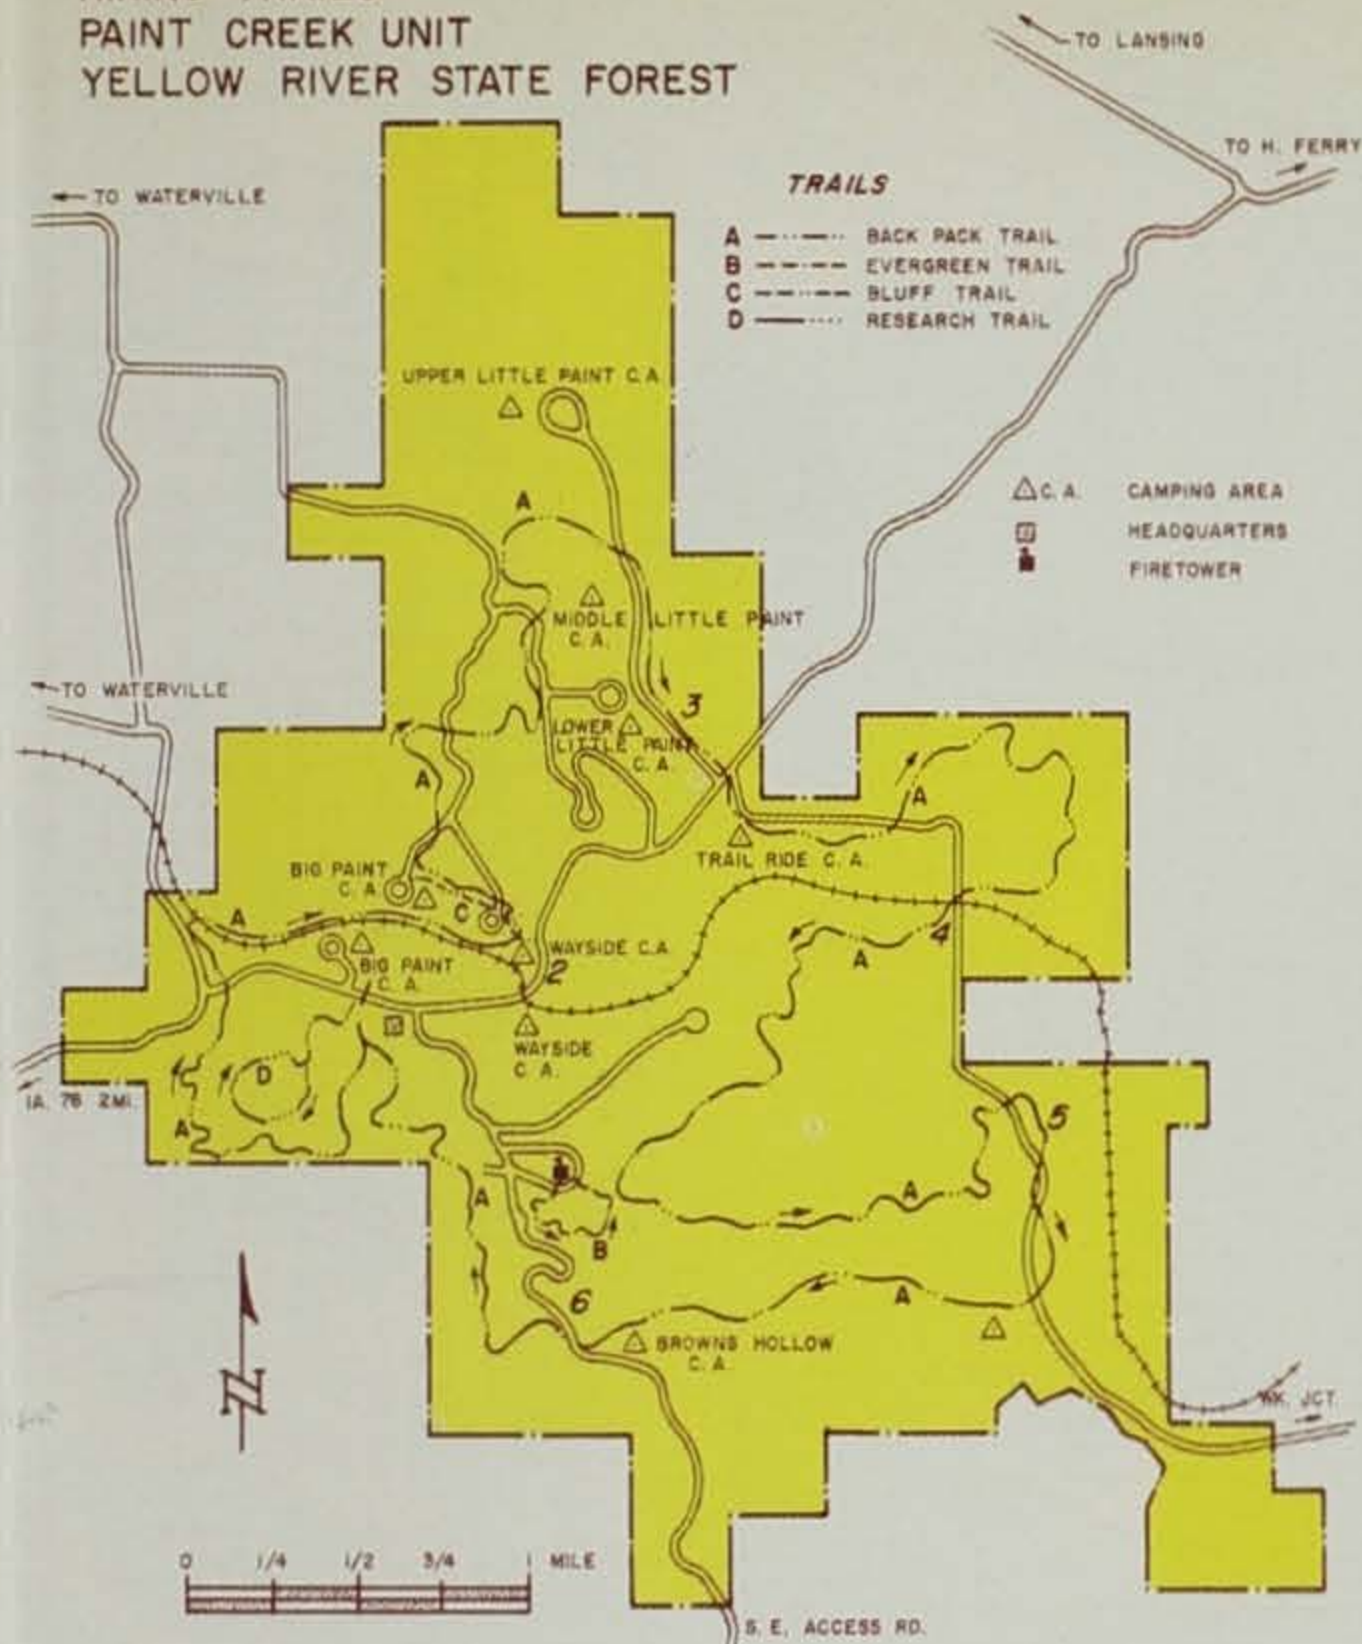 PAINT CREEK UNIT
YELLOW RIVER STATE FOREST
TO LANSING
TO H. FERRY
TO WATERVILLE
TRAILS
A BACK PACK TRAIL
B EVERGREEN TRAIL
C BLUFF TRAIL
D RESEARCH TRAIL
UPPER LITTLE PAINT C.A.
C. A. CAMPING AREA
HEADQUARTERS
FIRETOWER
A
MIDDLE LITTLE PAINT
C. A.
TO WATERVILLE
3
LOWER
LITTLE PAINT
C. A.
A
A
TRAIL RIDE C. A.
BIG PAINT
C. A.
C
A
4
WAYSIDE C.A.
A
2
BIG PAINT
C. A.
WAYSIDE
C. A.
D
IA. 76 2MI.
A
5
A
A
B
6
A
BROWNS HOLLOW
C. A.
N
WK. JCT.
0 1/4 1/2 3/4 1 MILE
S. E. ACCESS RD.